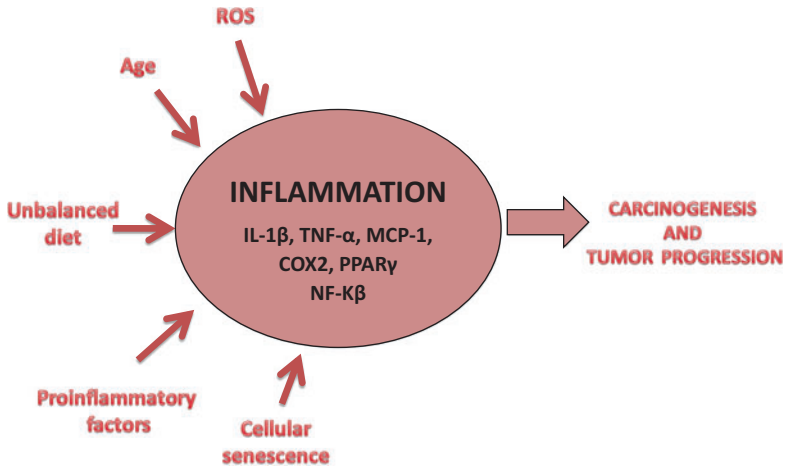 ROS
Age
Unbalanced
diet
Proinflammatory
factors
Cellular
senescence
INFLAMMATION
IL-1β, TNF-α, MCP-1,
COX2, PPARγ
NF-Kβ
CARCINOGENESIS
AND
TUMOR PROGRESSION